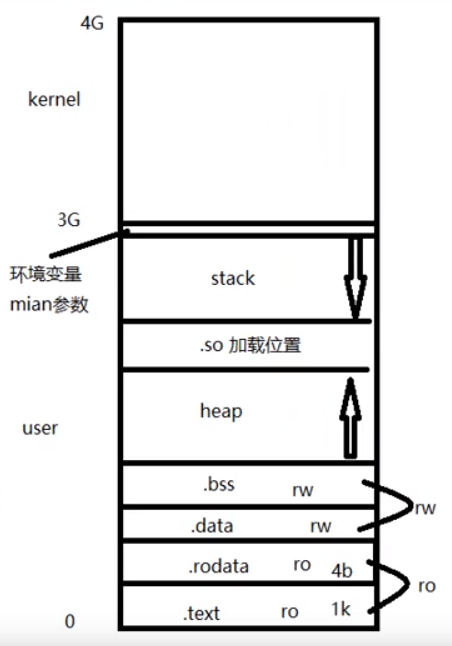 4G
kernel
3G
环境变量
mian参数
stack
.so 加载位置
heap
user
.bss rw
rw
.data rw
.rodata ro 4b
ro
.text ro 1k
0